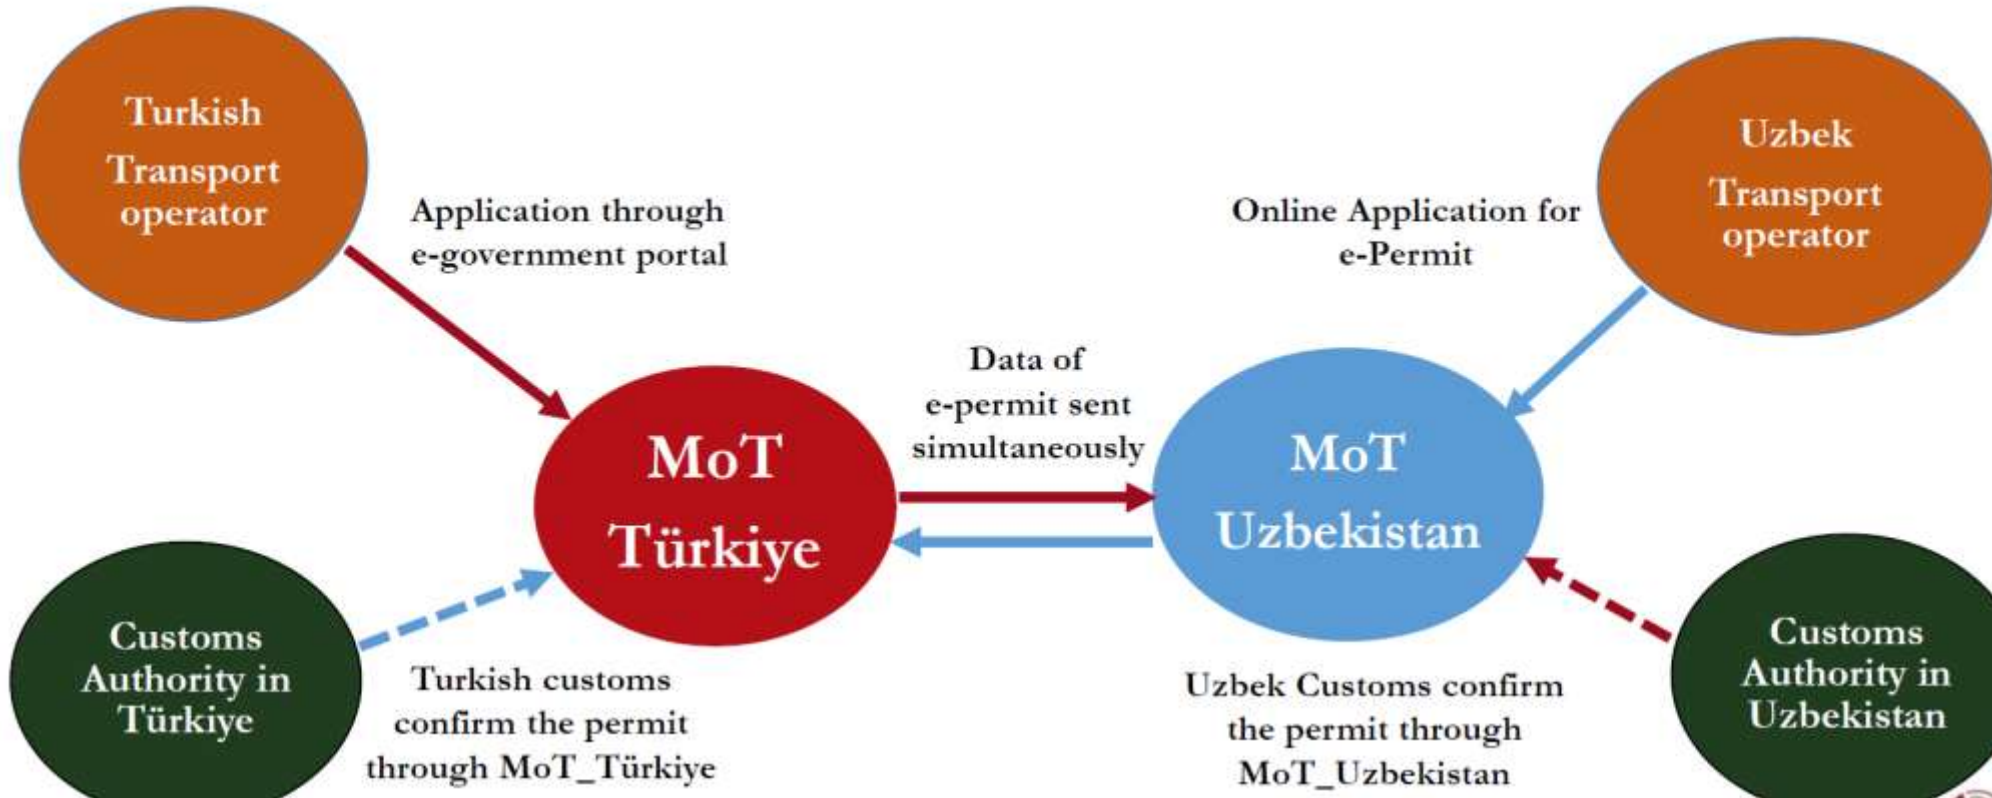 Turkish
Transport
operator
Application through
e-government portal
Online Application for
e-Permit
Uzbek
Transport
operator
Data of
e-permit sent
simultaneously
MoT
Türkiye
MoT
Uzbekistan
Customs
Authority in
Türkiye
Turkish customs
confirm the permit
through MoT_Türkiye
Uzbek Customs confirm
the permit through
MoT_Uzbekistan
Customs
Authority in
Uzbekistan